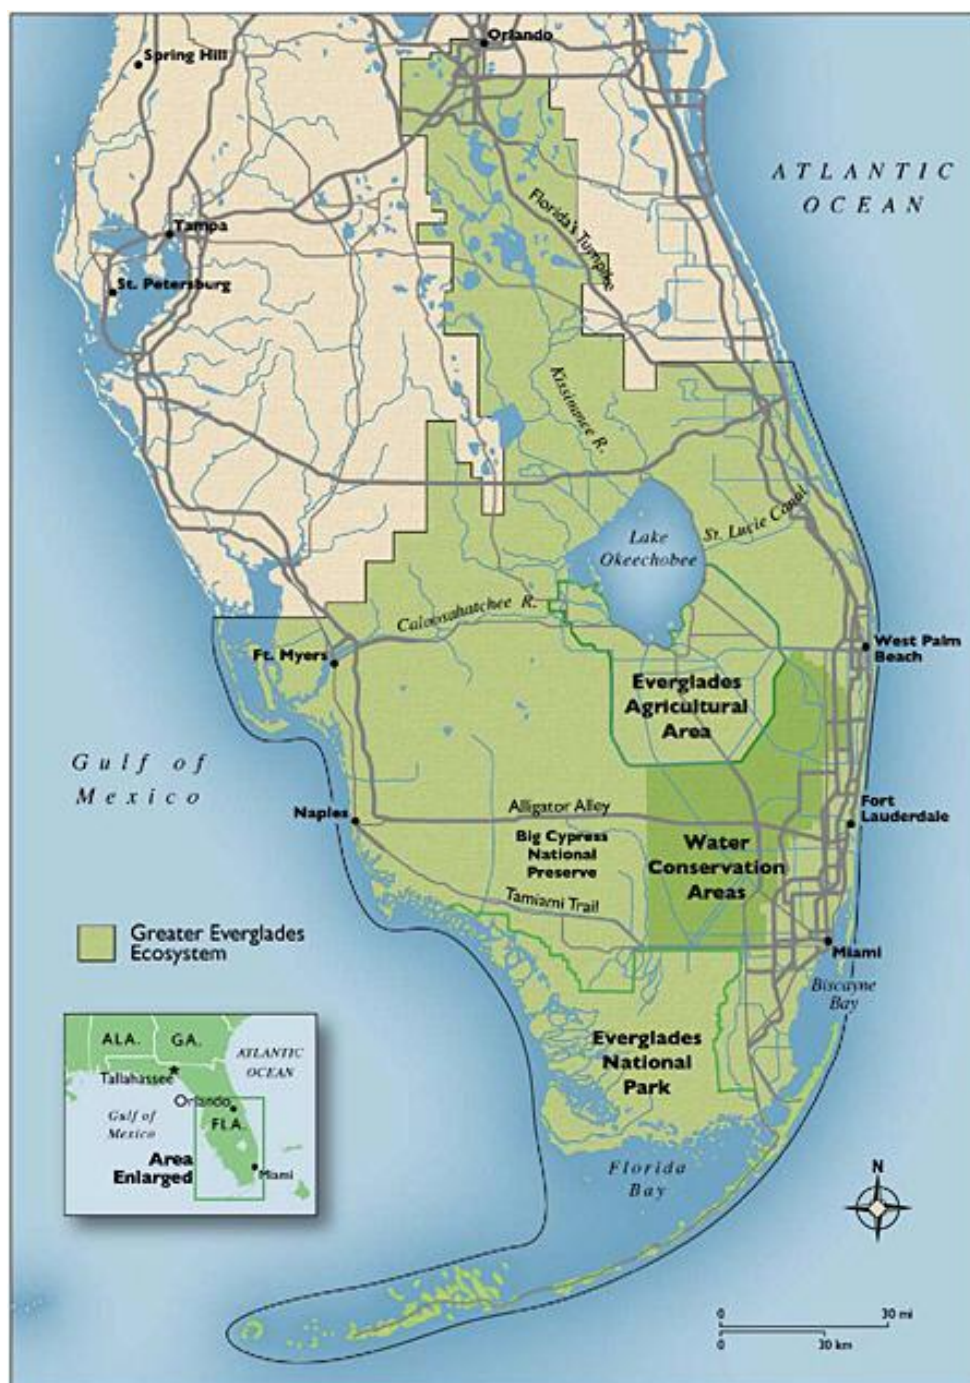 Orlando
Spring Hill
ATLANTIC
OCEAN
Florida's Turnpike
Tampa
St. Petersburg
Kissimmee R.
St. Lucie Canal
Lake
Okeechobee
Caloosahatchee R.
West Palm
Beach
Ft. Myers
Everglades
Agricultural
Area
Gulf of
Mexico
Naples
Alligator Alley
Fort
Lauderdale
Big Cypress
National
Preserve
Water
Conservation
Areas
Tamiami Trail
Greater Everglades
Ecosystem
Miami
Biscayne
Bay
Everglades
National
Park
ALA.
GA.
ATLANTIC
OCEAN
Tallahassee
Orlando
Gulf of
Mexico
FLA.
Area
Enlarged
Miami
Florida
Bay
N
0 30 mi
0 30 km